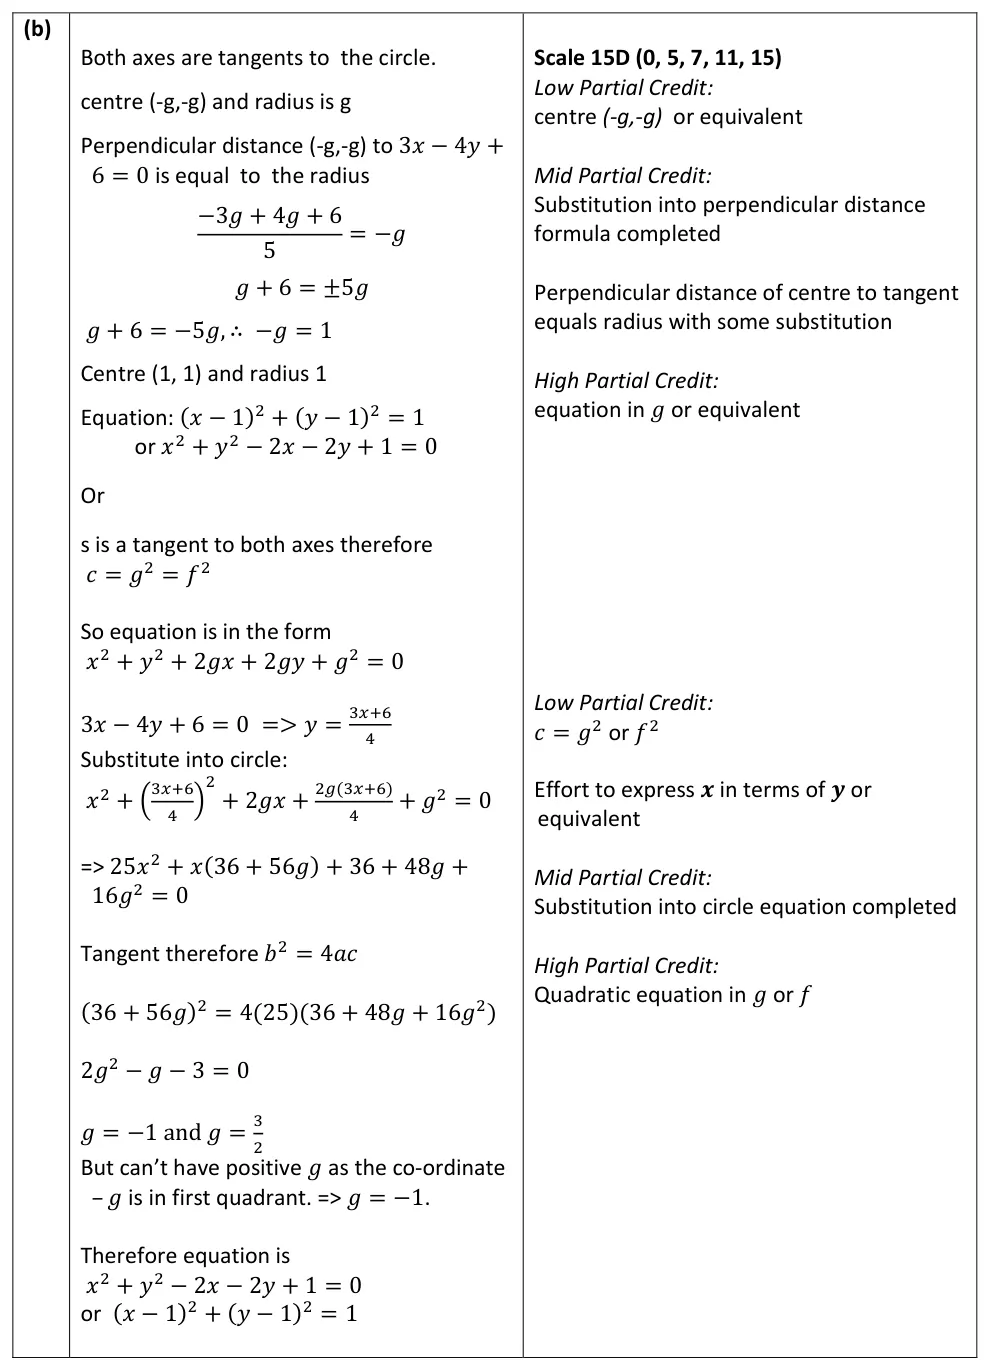 (b)
Both axes are tangents to the circle.
centre (-g,-g) and radius is g
Perpendicular distance (-g,-g) to 3x − 4y +
6 = 0 is equal to the radius
(−3g + 4g + 6)/5 = −g
g + 6 = ±5g
g + 6 = −5g, ∴ −g = 1
Centre (1, 1) and radius 1
Equation: (x − 1)² + (y − 1)² = 1
or x² + y² − 2x − 2y + 1 = 0
Or
s is a tangent to both axes therefore
c = g² = f²
So equation is in the form
x² + y² + 2gx + 2gy + g² = 0
3x − 4y + 6 = 0 => y = (3x+6)/4
Substitute into circle:
x² + ((3x+6)/4)² + 2gx + 2g(3x+6)/4 + g² = 0
=> 25x² + x(36 + 56g) + 36 + 48g +
16g² = 0
Tangent therefore b² = 4ac
(36 + 56g)² = 4(25)(36 + 48g + 16g²)
2g² − g − 3 = 0
g = −1 and g = 3/2
But can’t have positive g as the co-ordinate
– g is in first quadrant. => g = −1.
Therefore equation is
x² + y² − 2x − 2y + 1 = 0
or (x − 1)² + (y − 1)² = 1
Scale 15D (0, 5, 7, 11, 15)
Low Partial Credit:
centre (-g,-g) or equivalent
Mid Partial Credit:
Substitution into perpendicular distance
formula completed
Perpendicular distance of centre to tangent
equals radius with some substitution
High Partial Credit:
equation in g or equivalent
Low Partial Credit:
c = g² or f²
Effort to express x in terms of y or
equivalent
Mid Partial Credit:
Substitution into circle equation completed
High Partial Credit:
Quadratic equation in g or f